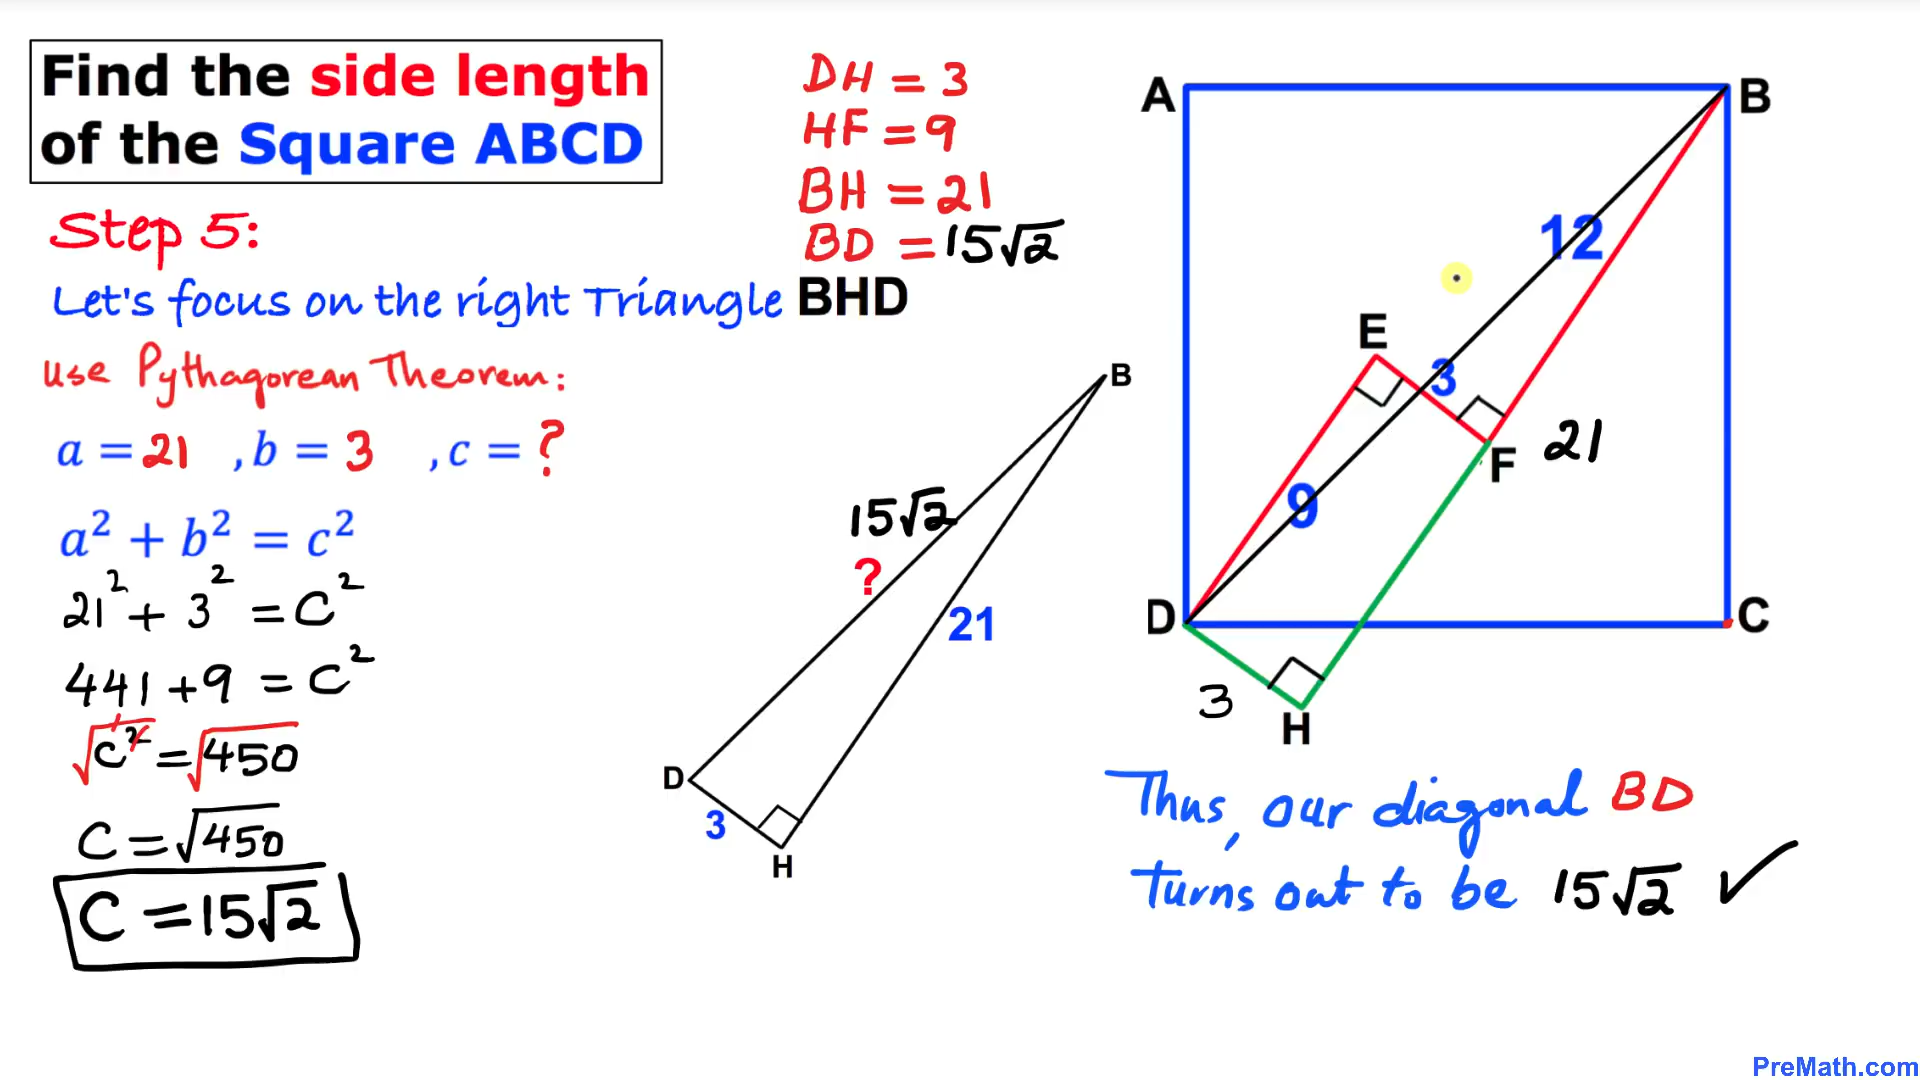 Find the side length
of the Square ABCD
Step 5:
Let's focus on the right Triangle BHD
use Pythagorean Theorem:
a = 21 , b = 3 , c = ?
a² + b² = c²
21² + 3² = C²
441 + 9 = C²
√C² = √450
C = √450
C = 15√2
DH = 3
HF = 9
BH = 21
BD = 15√2
B
15√2
?
21
D
3
H
A
B
12
E
3
F
21
9
D
C
3
H
Thus, our diagonal BD
Turns out to be 15√2 ✓
PreMath.com